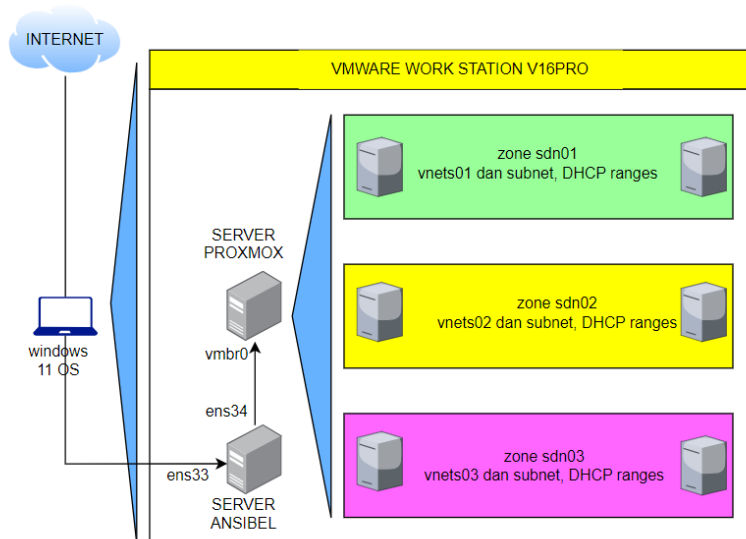 INTERNET
VMWARE WORK STATION V16PRO
zone sdn01
vnets01 dan subnet, DHCP ranges
SERVER
PROXMOX
zone sdn02
vnets02 dan subnet, DHCP ranges
windows
11 OS
vmbr0
ens34
zone sdn03
vnets03 dan subnet, DHCP ranges
ens33
SERVER
ANSIBEL